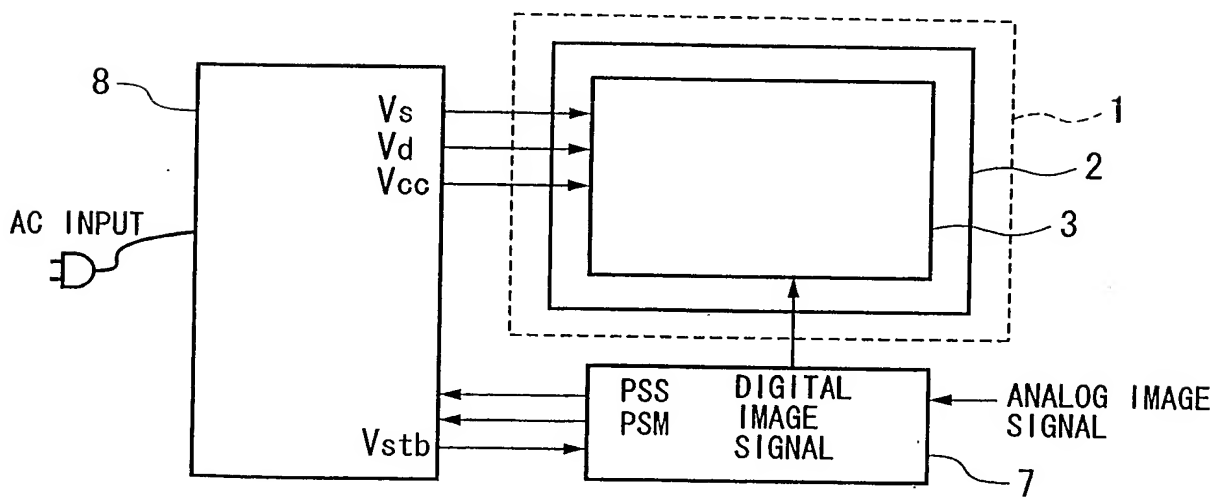 8
Vs
Vd
Vcc
1
2
3
AC INPUT
PSS
PSM
Vstb
DIGITAL
IMAGE
SIGNAL
ANALOG IMAGE
SIGNAL
7